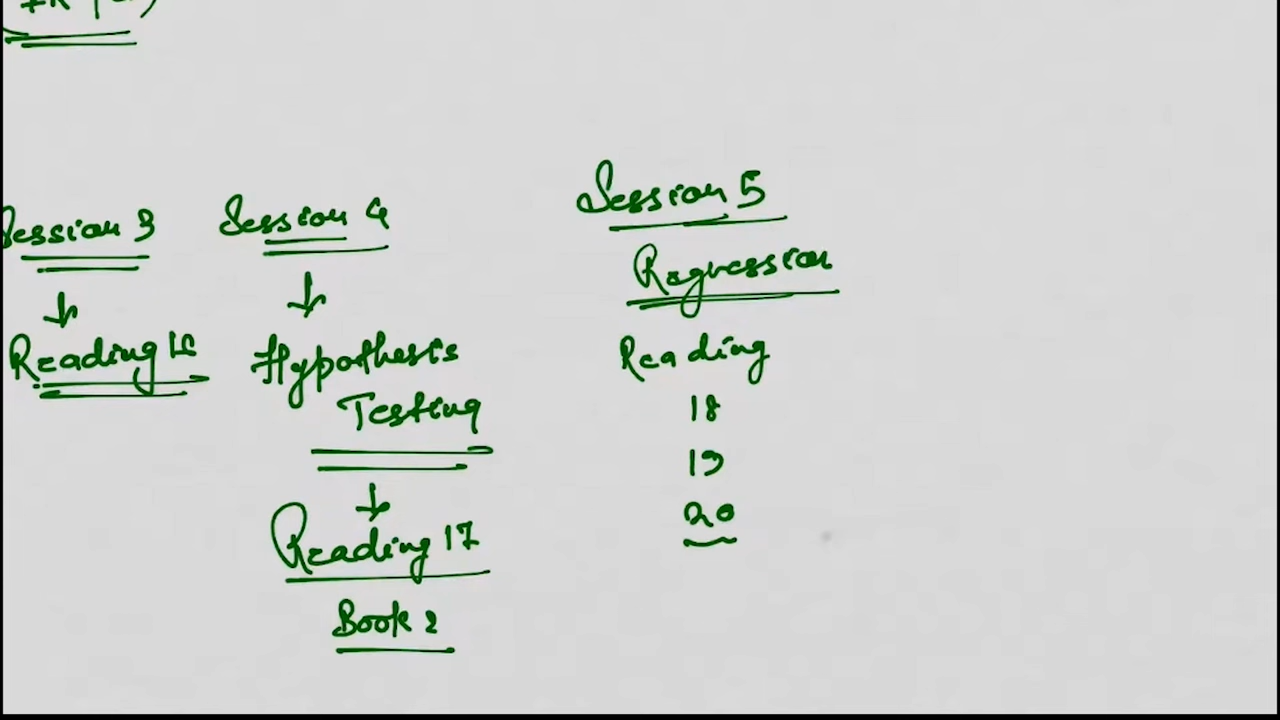 Session 3
Reading 16
Session 4
Hypothesis
Testing
Reading 17
Book 2
Session 5
Regression
Reading
18
19
20